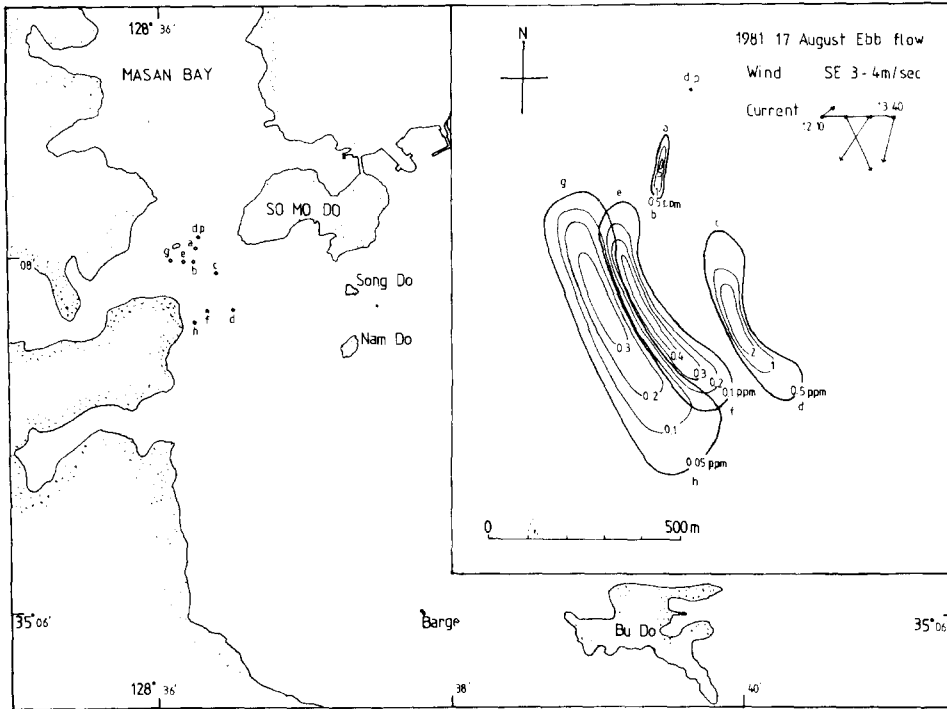 128° 36'
MASAN BAY
SO MO DO
d p
a
g e b c
08
Song Do
f d
h
Nam Do
35° 06'
Barge
Bu Do
35° 06'
128° 36'
38
40'
N
1981 17 August Ebb flow
Wind SE 3-4m/sec
Current 12 10 13 40
d p
a
0.5 ppm
b
g e
c
0.3 0.4 0.3 0.2 0.1 ppm
f
2 1 0.5 ppm
d
0.2
0.1
0.05 ppm
h
0 500 m